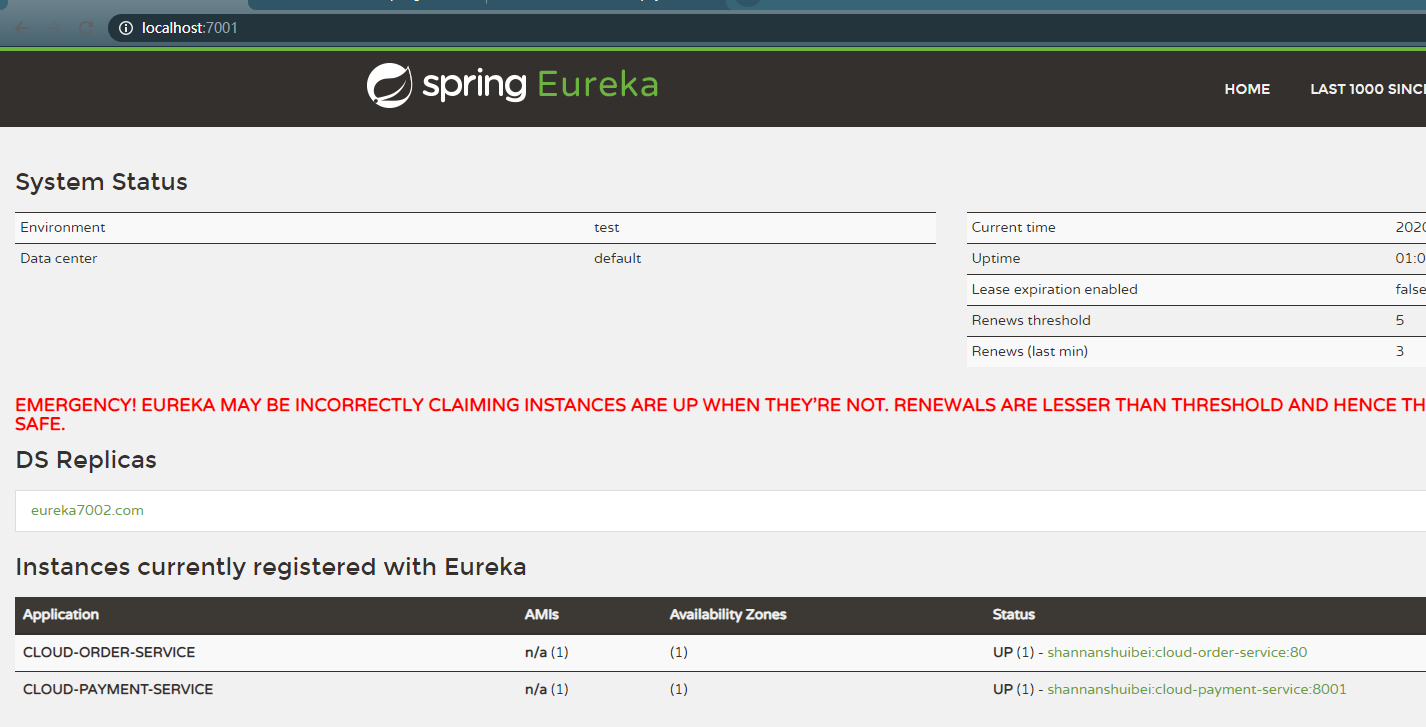 localhost:7001
spring Eureka
HOME LAST 1000 SINC
System Status
Environment test
Data center default
Current time 2020
Uptime 01:0
Lease expiration enabled false
Renews threshold 5
Renews (last min) 3
EMERGENCY! EUREKA MAY BE INCORRECTLY CLAIMING INSTANCES ARE UP WHEN THEY'RE NOT. RENEWALS ARE LESSER THAN THRESHOLD AND HENCE TH
SAFE.
DS Replicas
eureka7002.com
Instances currently registered with Eureka
Application AMIs Availability Zones Status
CLOUD-ORDER-SERVICE n/a (1) (1) UP (1) - shannanshuibei:cloud-order-service:80
CLOUD-PAYMENT-SERVICE n/a (1) (1) UP (1) - shannanshuibei:cloud-payment-service:8001